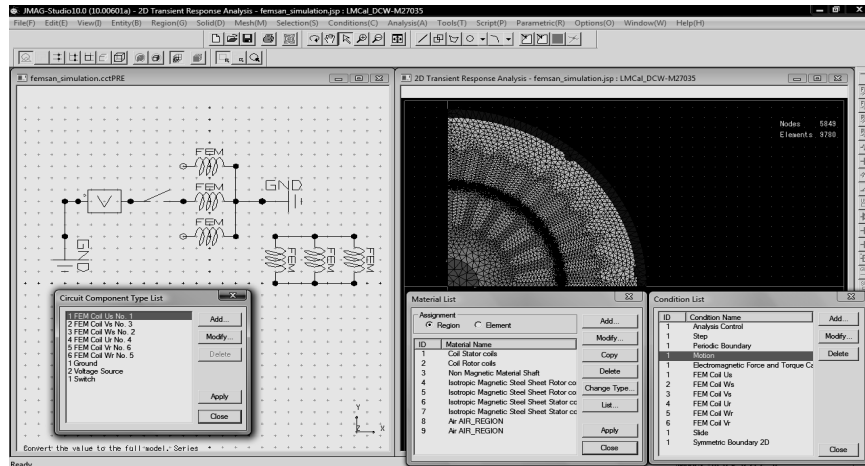 JMAG-Studio10.0 (10.00601a) - 2D Transient Response Analysis - femsan_simulation.jsp : LMCal_DCW-M27035
File(F) Edit(E) View(I) Entity(B) Region(G) Solid(D) Mesh(M) Selection(S) Conditions(C) Analysis(A) Tools(T) Script(P) Parametric(R) Options(O) Window(W) Help(H)
femsan_simulation.cctPRE
FEM
FEM
FEM
GND
V
GND
FEM
FEM
FEM
Circuit Component Type List
1 FEM Coil Us No. 1
2 FEM Coil Vs No. 3
3 FEM Coil Ws No. 2
4 FEM Coil Ur No. 4
5 FEM Coil Vr No. 6
6 FEM Coil Wr No. 5
1 Ground
2 Voltage Source
1 Switch
Add...
Modify...
Delete
Apply
Close
Y
Z X
Convert the value to the full model. Series
Ready
2D Transient Response Analysis - femsan_simulation.jsp : LMCal_DCW-M27035
Nodes 5849
Elements 9780
Material List
Assignment
Region Element
ID Material Name
1 Coil Stator coils
2 Coil Rotor coils
3 Non Magnetic Material Shaft
4 Isotropic Magnetic Steel Sheet Rotor co
5 Isotropic Magnetic Steel Sheet Rotor co
6 Isotropic Magnetic Steel Sheet Stator cc
7 Isotropic Magnetic Steel Sheet Stator cc
8 Air AIR_REGION
9 Air AIR_REGION
Add...
Modify...
Copy
Delete
Change Type...
List...
Apply
Close
Condition List
ID Condition Name
1 Analysis Control
1 Step
1 Periodic Boundary
1 Motion
1 Electromagnetic Force and Torque Ca
1 FEM Coil Us
2 FEM Coil Ws
3 FEM Coil Vs
4 FEM Coil Ur
5 FEM Coil Wr
6 FEM Coil Vr
1 Slide
1 Symmetric Boundary 2D
Add...
Modify...
Delete
Close